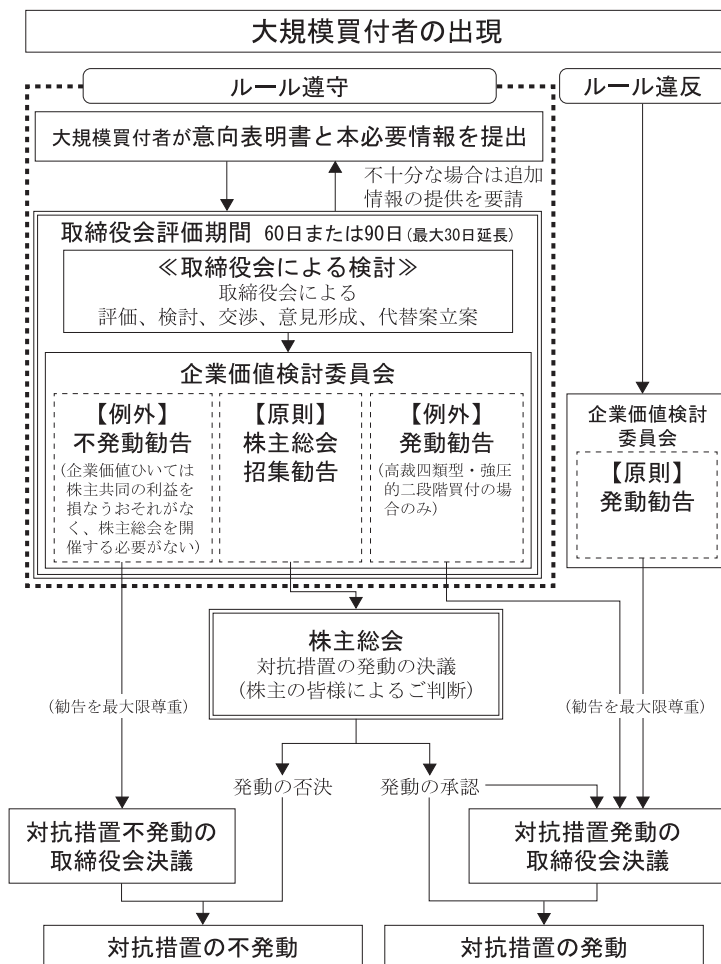 大規模買付者の出現
ルール遵守
ルール違反
大規模買付者が意向表明書と本必要情報を提出
不十分な場合は追加
情報の提供を要請
取締役会評価期間 60日または90日(最大30日延長)
≪取締役会による検討≫
取締役会による
評価、検討、交渉、意見形成、代替案立案
企業価値検討委員会
【例外】
不発動勧告
(企業価値ひいては
株主共同の利益を
損なうおそれがな
く、株主総会を開
催する必要がない)
【原則】
株主総会
招集勧告
【例外】
発動勧告
(高裁四類型・強圧
的二段階買付の場
合のみ)
企業価値検討
委員会
【原則】
発動勧告
株主総会
対抗措置の発動の決議
(株主の皆様によるご判断)
(勧告を最大限尊重)
(勧告を最大限尊重)
発動の否決
発動の承認
対抗措置不発動の
取締役会決議
対抗措置発動の
取締役会決議
対抗措置の不発動
対抗措置の発動